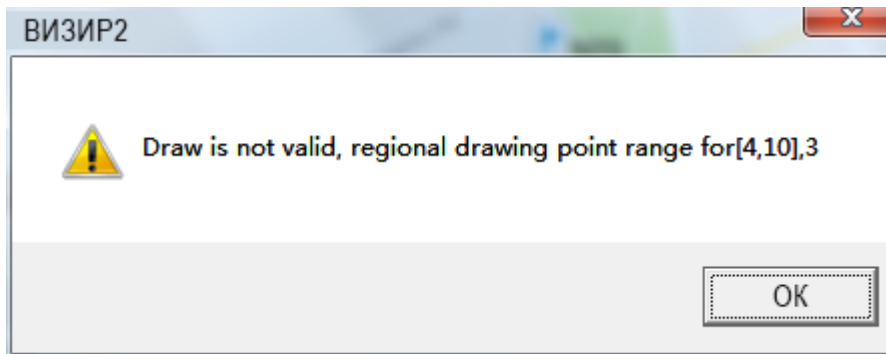 ВИЗИР2
Draw is not valid, regional drawing point range for[4,10],3
OK